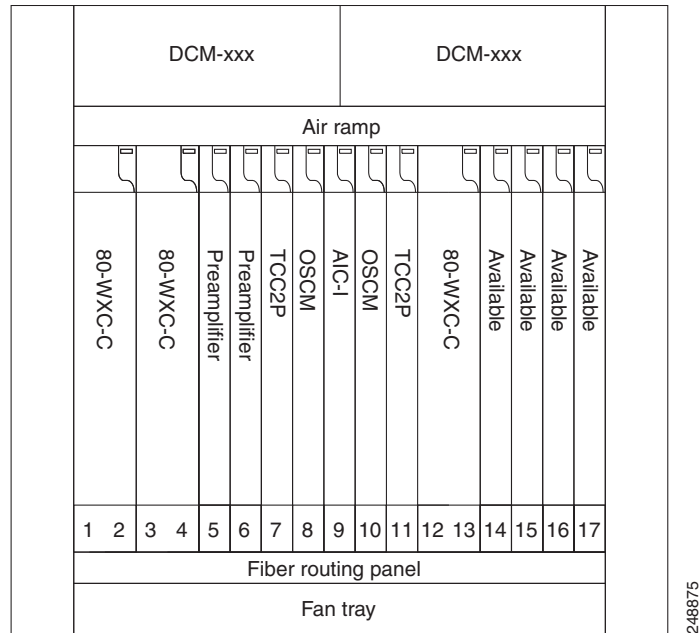 DCM-xxx DCM-xxx
Air ramp
80-WXC-C
80-WXC-C
Preamplifier
Preamplifier
TCC2P
OSCM
AIC-I
OSCM
TCC2P
80-WXC-C
Available
Available
Available
Available
1 2 3 4 5 6 7 8 9 10 11 12 13 14 15 16 17
Fiber routing panel
Fan tray
248875